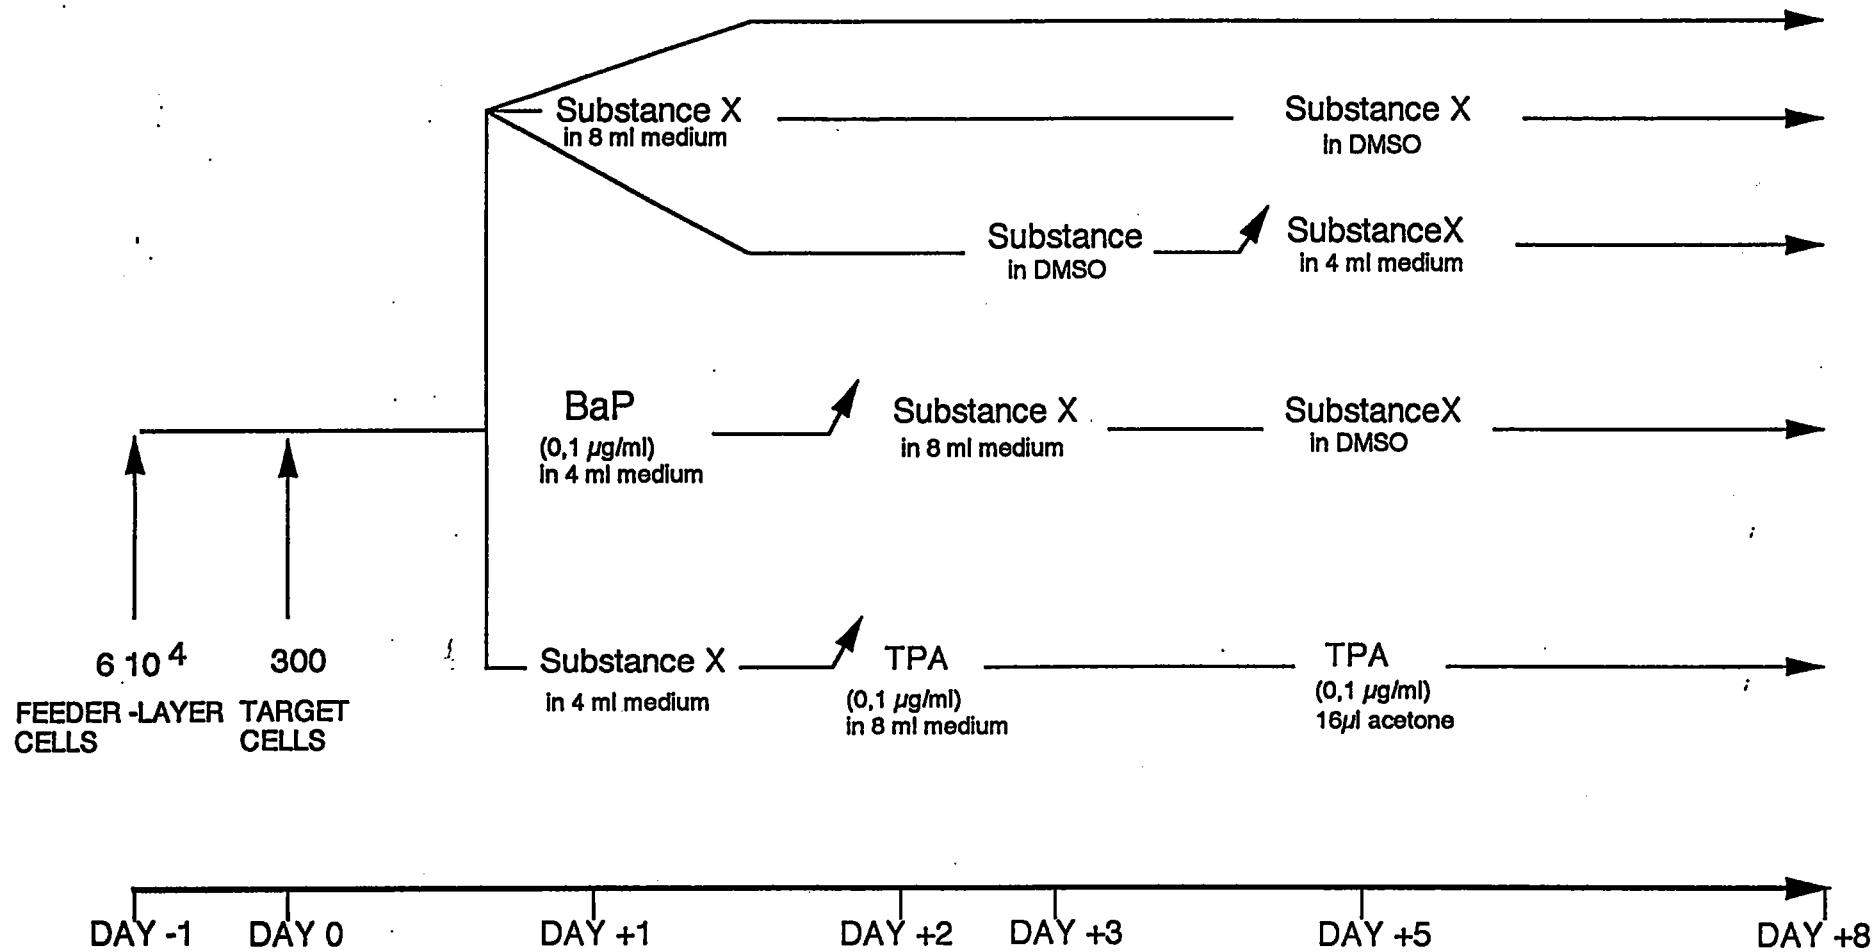 Substance X
in 8 ml medium
Substance X
in DMSO
Substance
in DMSO
SubstanceX
in 4 ml medium
BaP
(0,1 µg/ml)
in 4 ml medium
Substance X
in 8 ml medium
SubstanceX
in DMSO
6 10 4
FEEDER -LAYER
CELLS
300
TARGET
CELLS
Substance X
in 4 ml medium
TPA
(0,1 µg/ml)
in 8 ml medium
TPA
(0,1 µg/ml)
16µl acetone
DAY -1
DAY 0
DAY +1
DAY +2
DAY +3
DAY +5
DAY +8